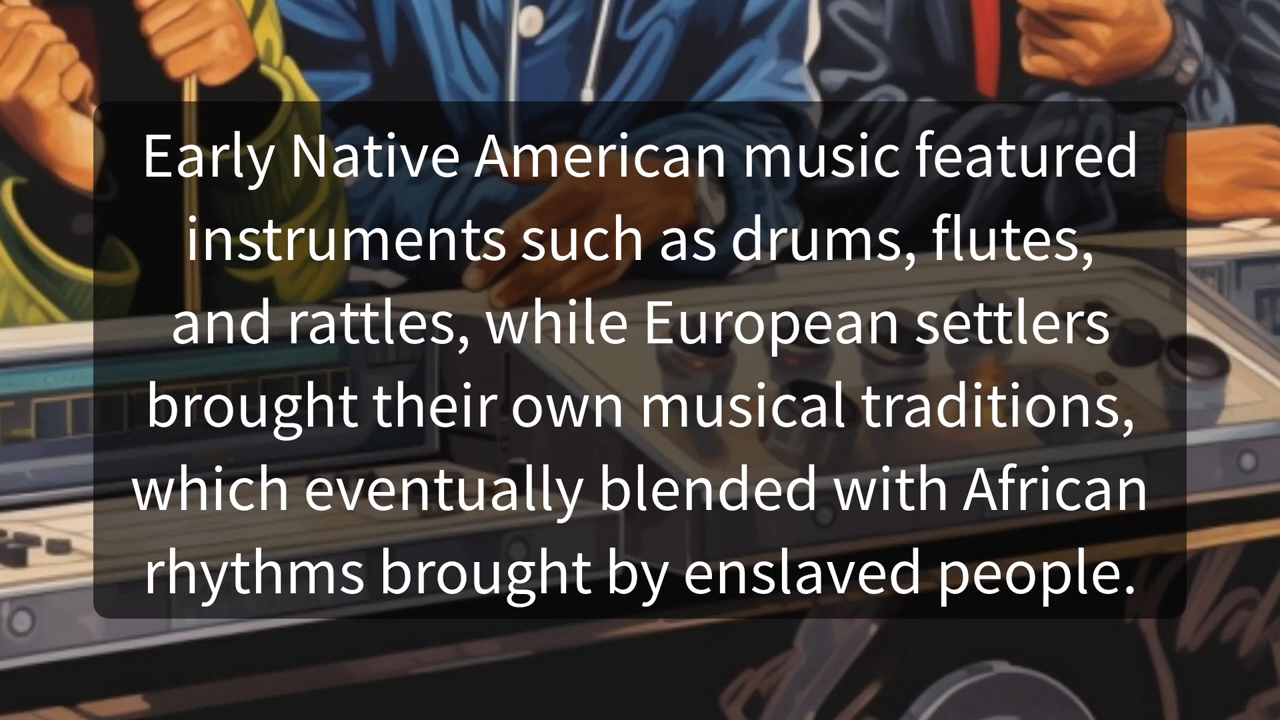 Early Native American music featured
instruments such as drums, flutes,
and rattles, while European settlers
brought their own musical traditions,
which eventually blended with African
rhythms brought by enslaved people.